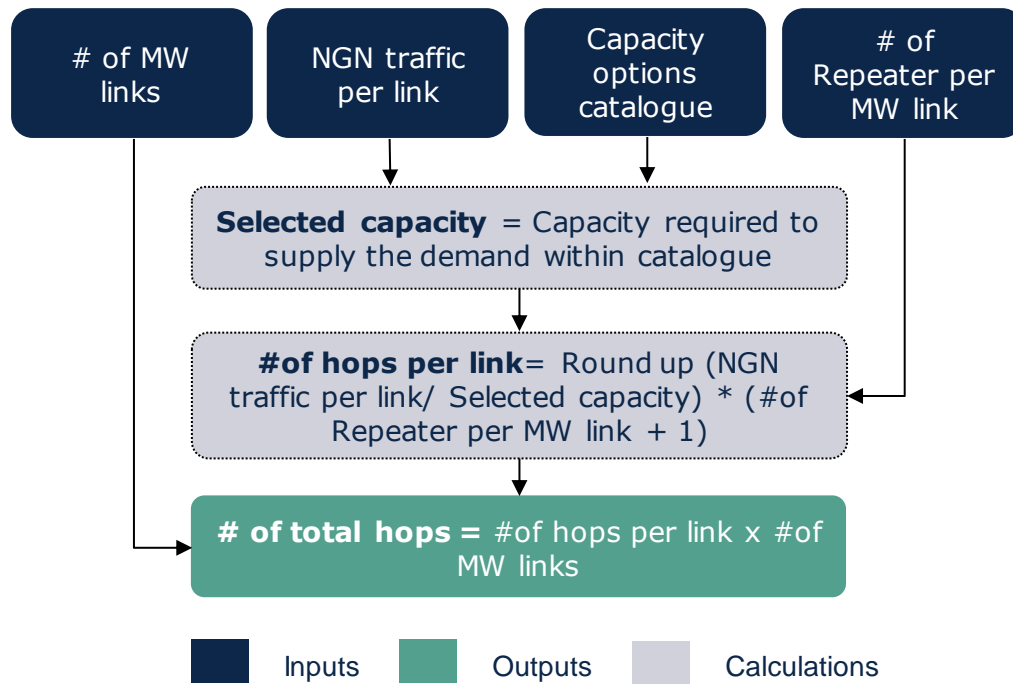 # of MW
links
NGN traffic
per link
Capacity
options
catalogue
# of
Repeater per
MW link
Selected capacity = Capacity required to
supply the demand within catalogue
#of hops per link= Round up (NGN
traffic per link/ Selected capacity) * (#of
Repeater per MW link + 1)
# of total hops = #of hops per link x #of
MW links
Inputs
Outputs
Calculations